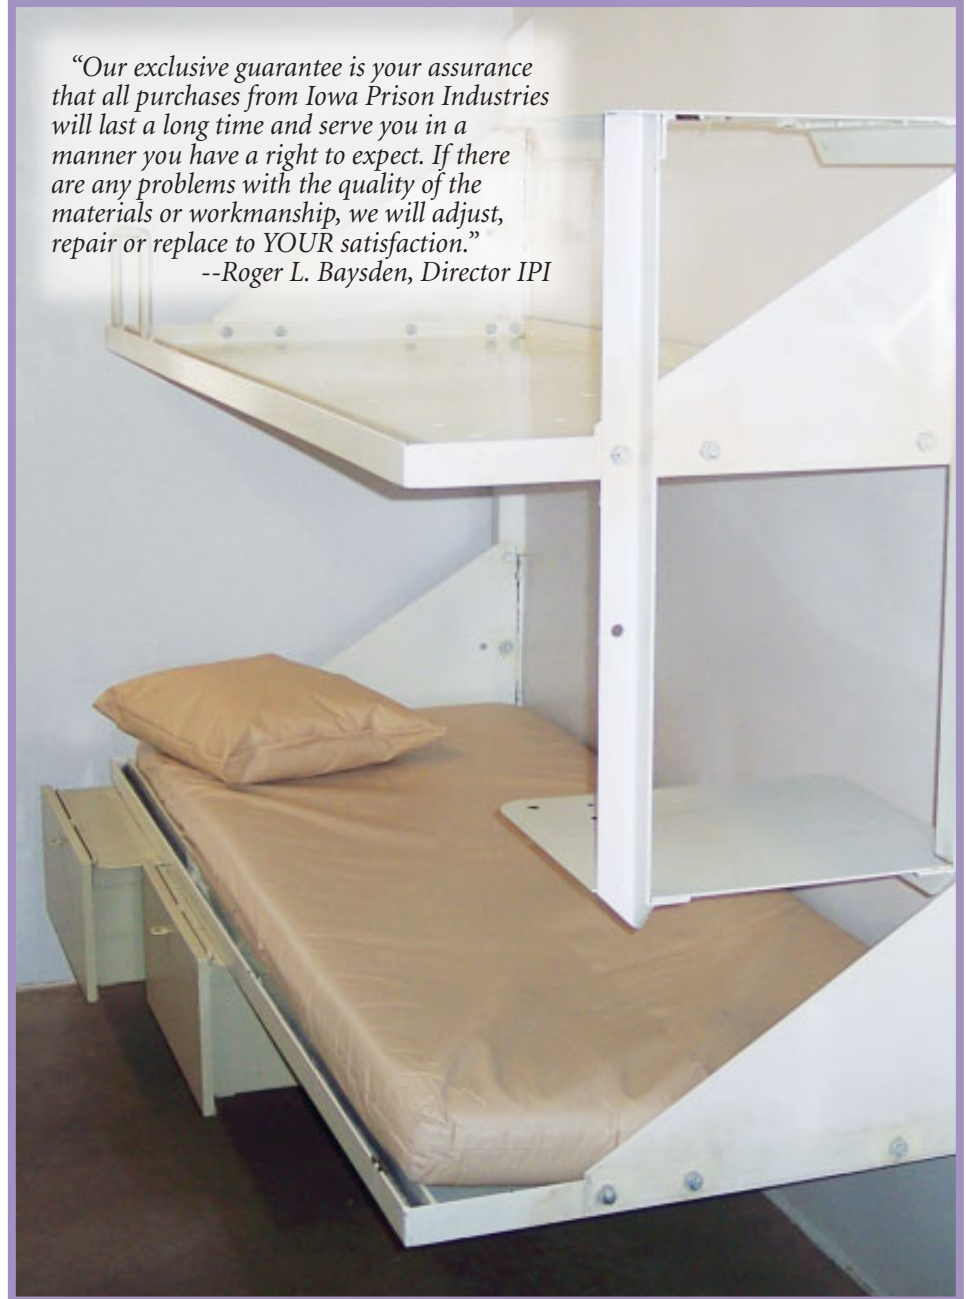 “Our exclusive guarantee is your assurance
that all purchases from Iowa Prison Industries
will last a long time and serve you in a
manner you have a right to expect. If there
are any problems with the quality of the
materials or workmanship, we will adjust,
repair or replace to YOUR satisfaction.”
--Roger L. Baysden, Director IPI